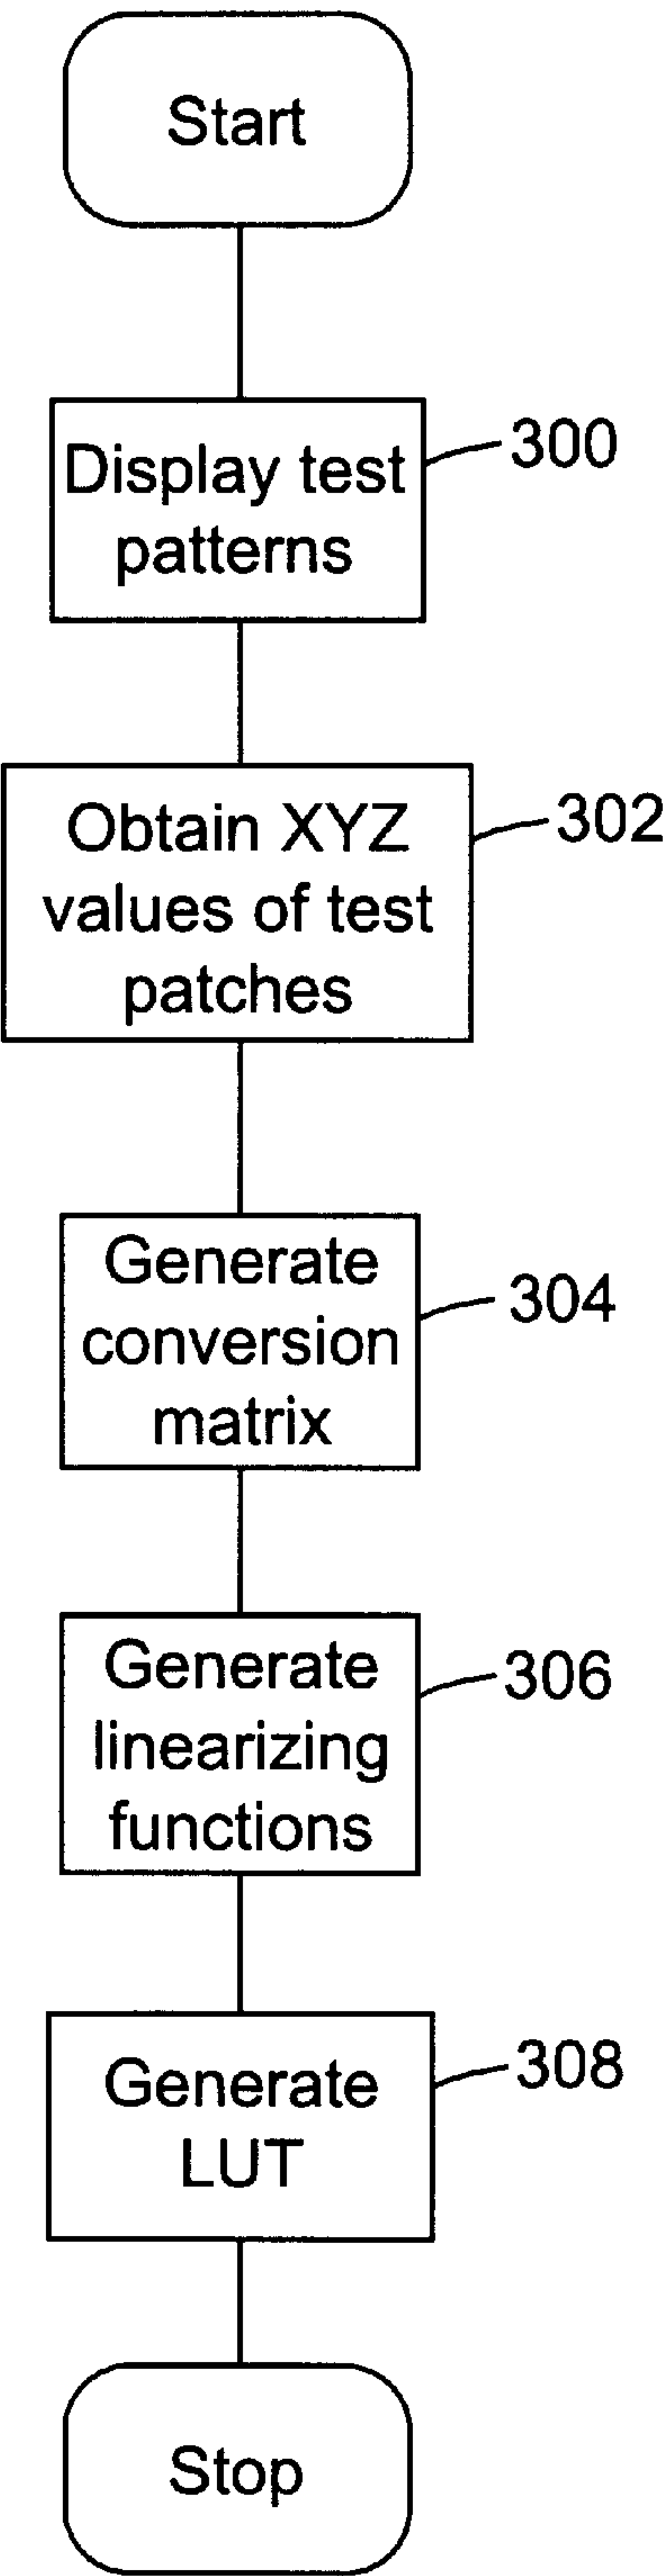 Start
Display test
patterns
300
Obtain XYZ
values of test
patches
302
Generate
conversion
matrix
304
Generate
linearizing
functions
306
Generate
LUT
308
Stop